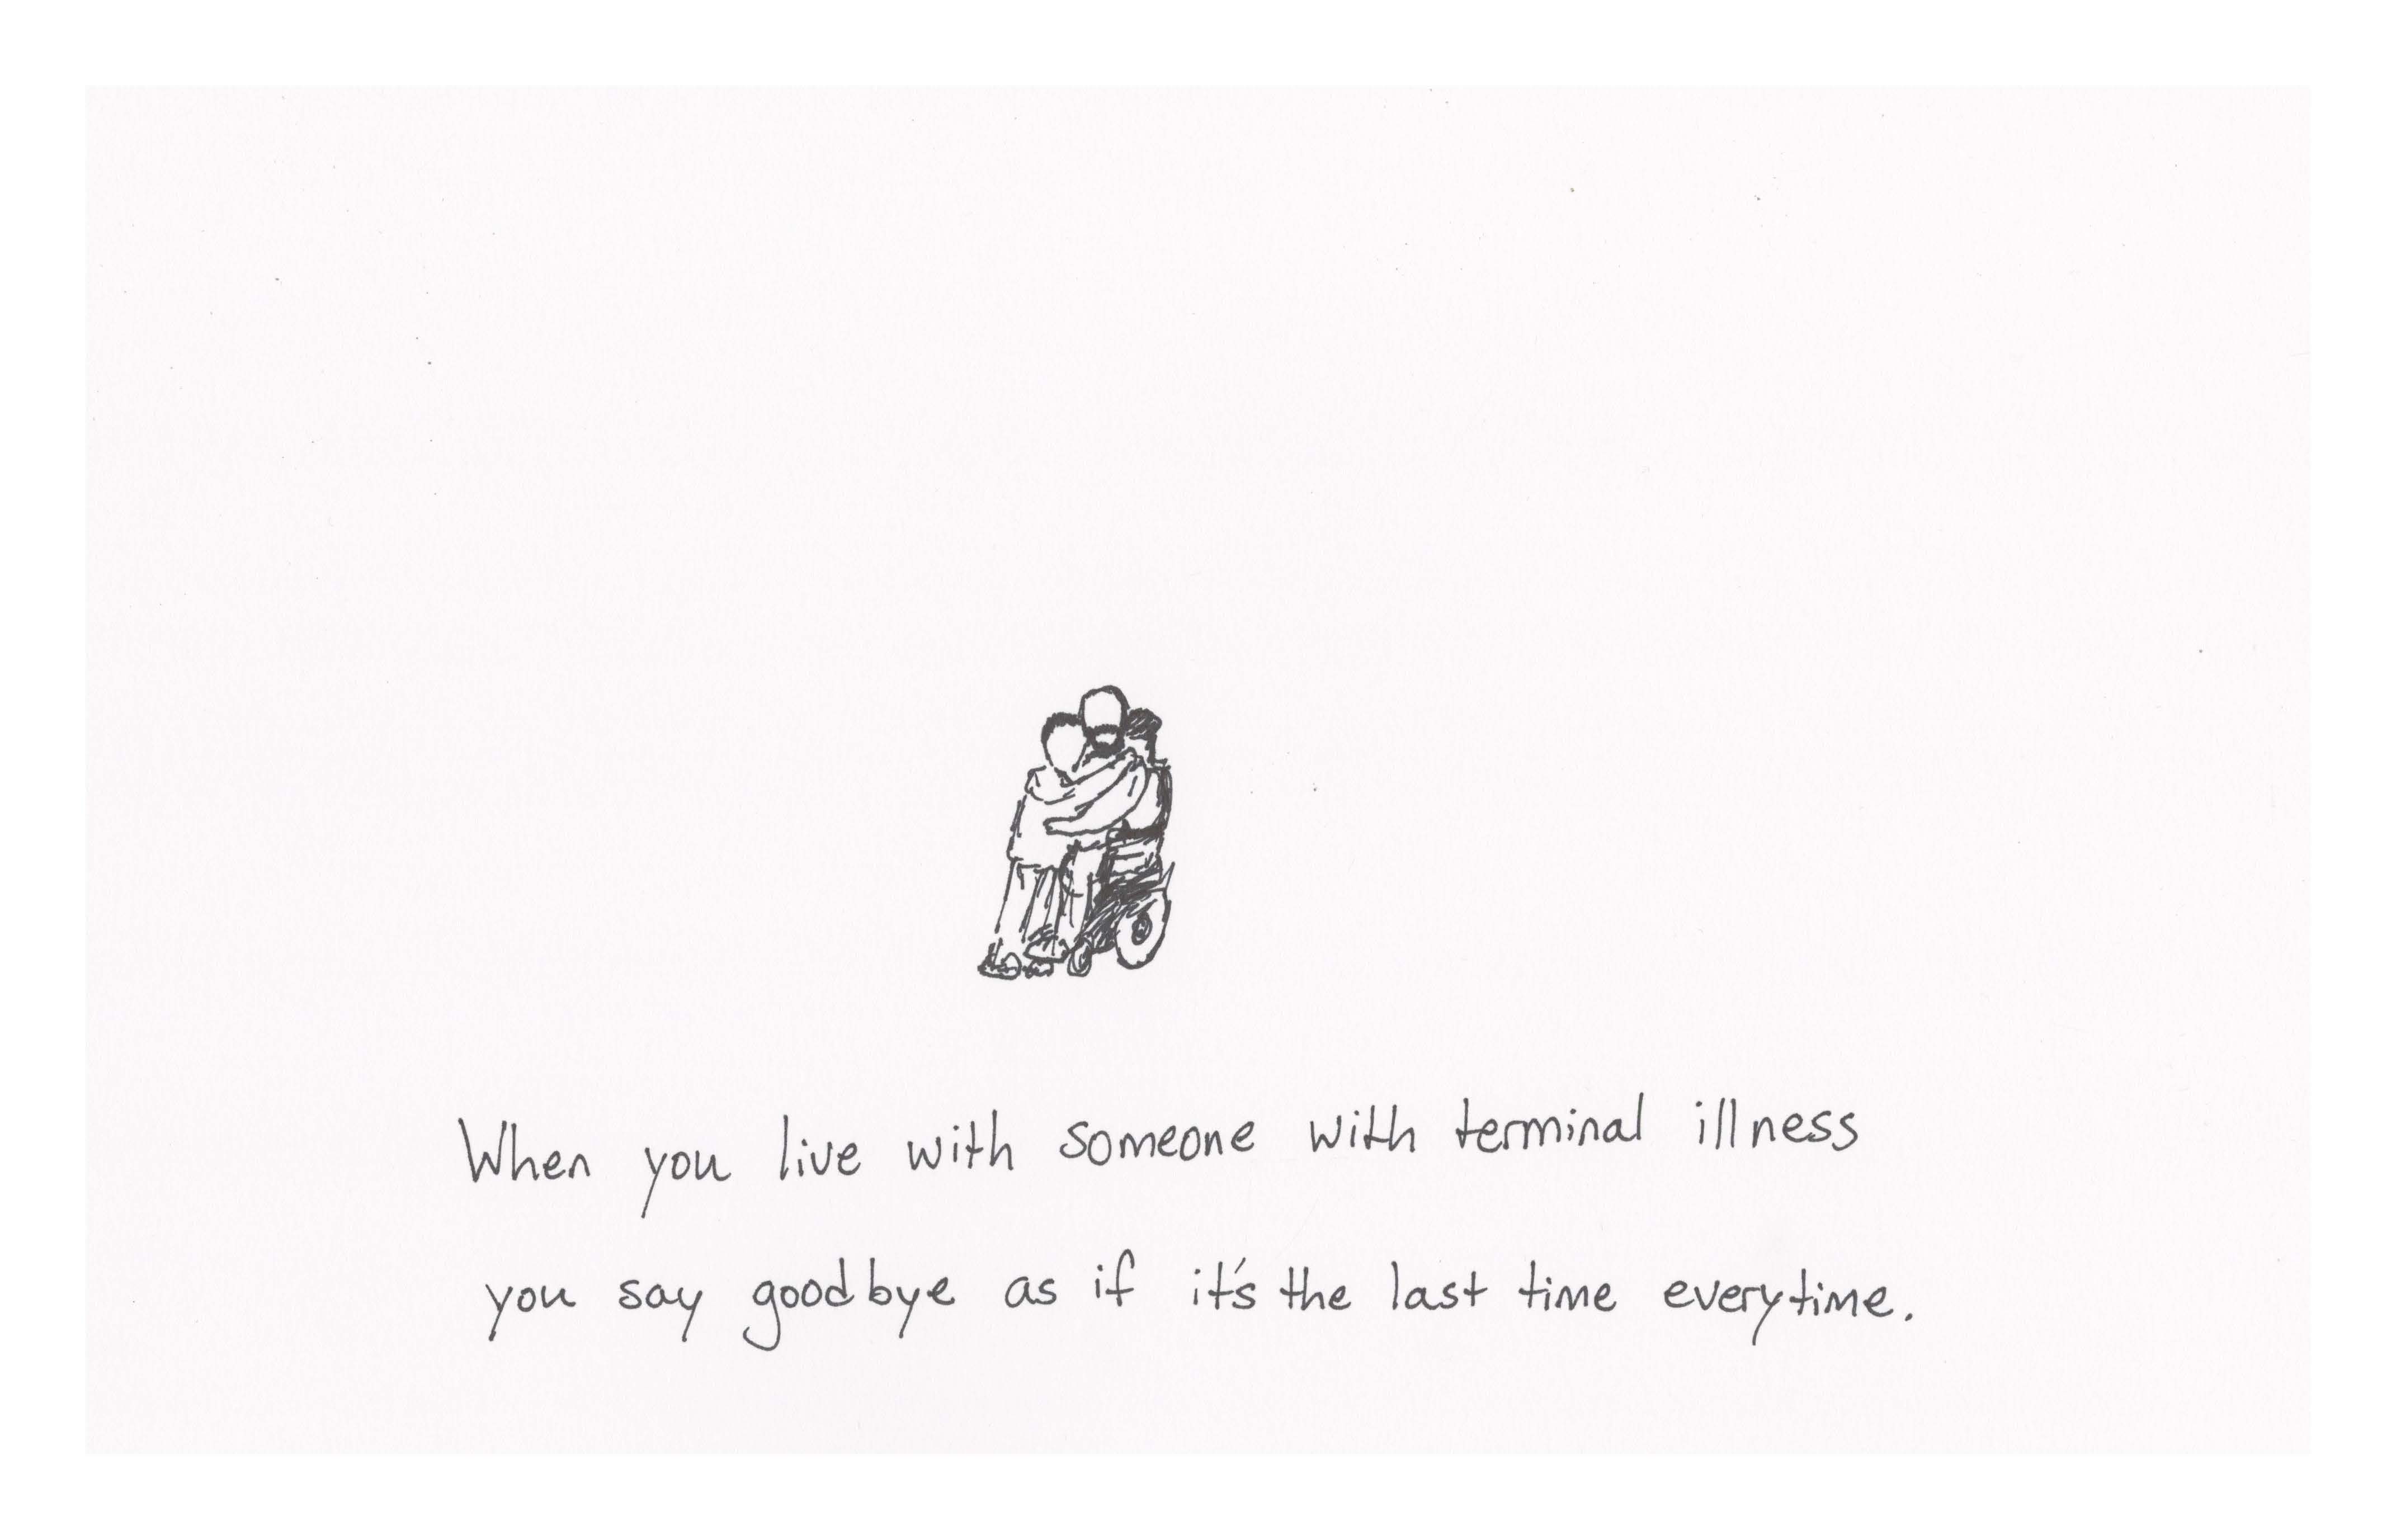 When you live with someone with terminal illness
you say goodbye as if it's the last time everytime.